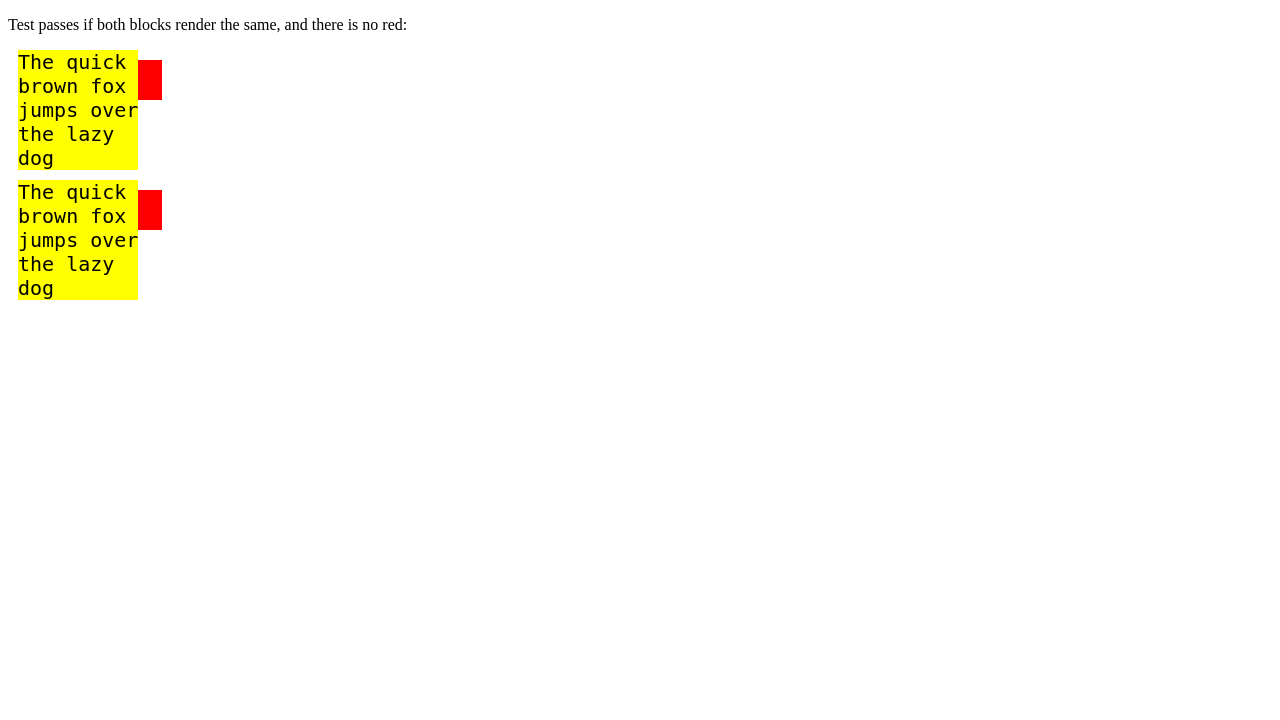 Test passes if both blocks render the same, and there is no red:
The quick
brown fox
jumps over
the lazy
dog
The quick
brown fox
jumps over
the lazy
dog